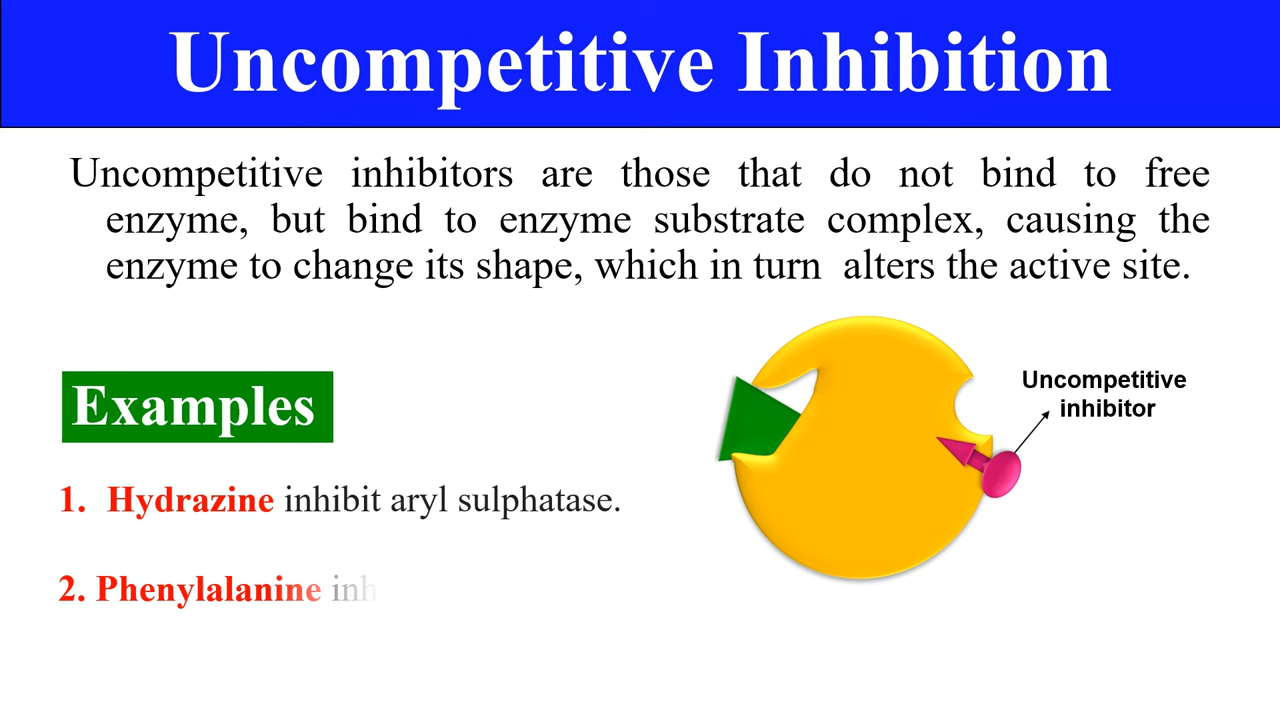 Uncompetitive Inhibition
Uncompetitive inhibitors are those that do not bind to free
enzyme, but bind to enzyme substrate complex, causing the
enzyme to change its shape, which in turn alters the active site.
Examples
Uncompetitive
inhibitor
1. Hydrazine inhibit aryl sulphatase.
2. Phenylalanine inh